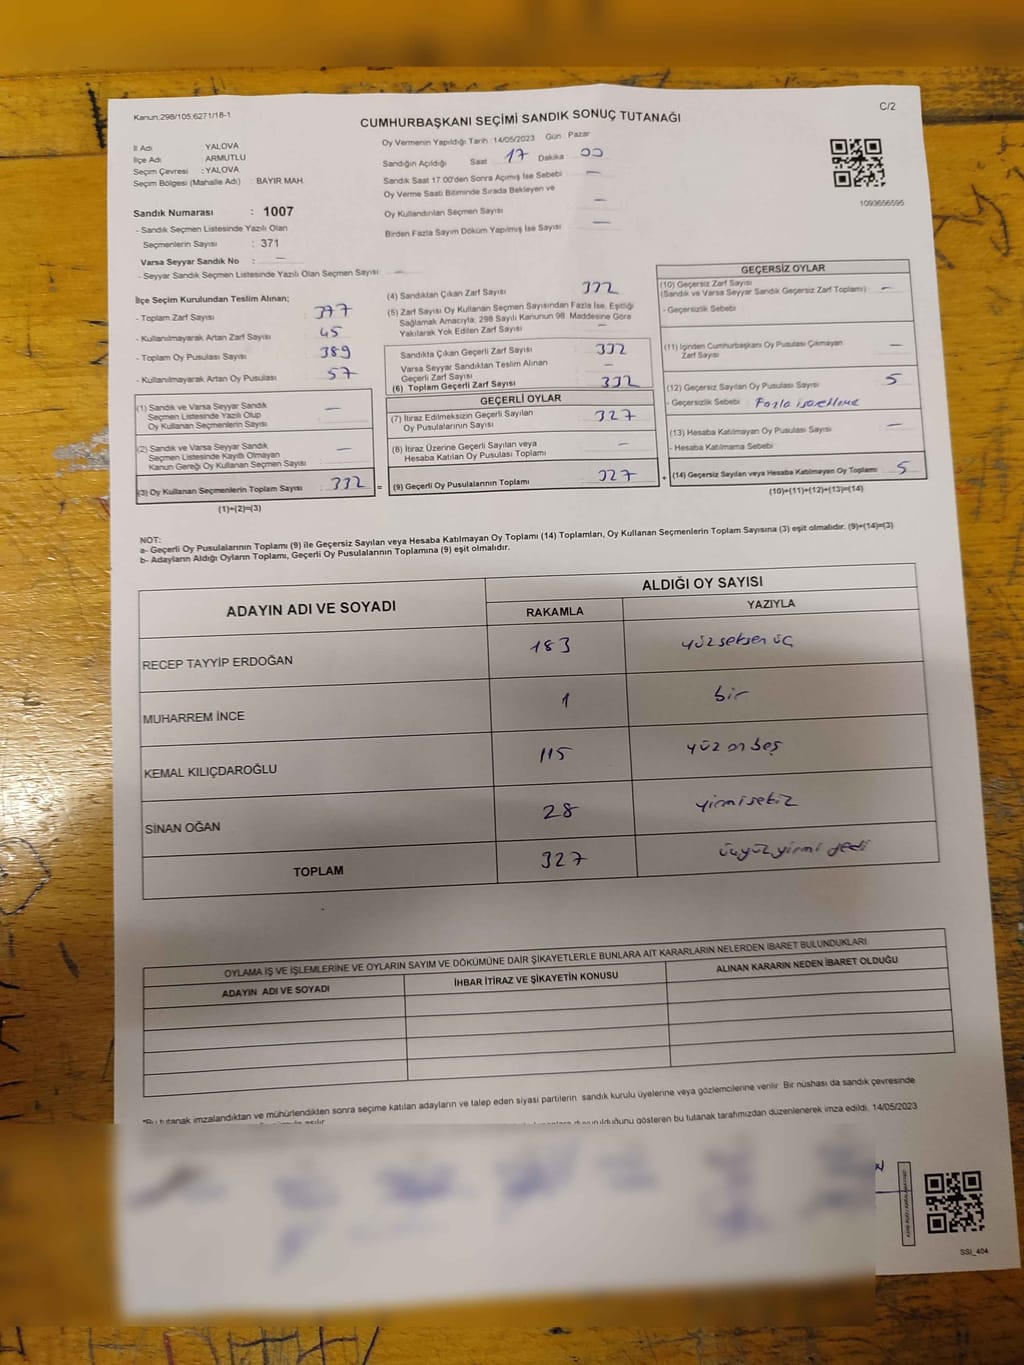 Kanun:298/105;6271/18-1
C/2
CUMHURBAŞKANI SEÇİMİ SANDIK SONUÇ TUTANAĞI
İl Adı : YALOVA
İlçe Adı : ARMUTLU
Seçim Çevresi : YALOVA
Seçim Bölgesi (Mahalle Adı) : BAYIR MAH.
Sandık Numarası : 1007
- Sandık Seçmen Listesinde Yazılı Olan
Seçmenlerin Sayısı : 371
Varsa Seyyar Sandık No : —
- Seyyar Sandık Seçmen Listesinde Yazılı Olan Seçmen Sayısı —
Oy Vermenin Yapıldığı Tarih : 14/05/2023 Gün : Pazar
Sandığın Açıldığı Saat 17 Dakika 00
Sandık Saat 17:00'den Sonra Açılmış İse Sebebi —
Oy Verme Saati Bitiminde Sırada Bekleyen ve
Oy Kullandırılan Seçmen Sayısı —
Birden Fazla Sayım Döküm Yapılmış İse Sayısı —
1093656595
İlçe Seçim Kurulundan Teslim Alınan;
- Toplam Zarf Sayısı : 377
- Kullanılmayarak Artan Zarf Sayısı : 45
- Toplam Oy Pusulası Sayısı : 389
- Kullanılmayarak Artan Oy Pusulası : 57
(1) Sandık ve Varsa Seyyar Sandık
Seçmen Listesinde Yazılı Olup
Oy Kullanan Seçmenlerin Sayısı : —
(2) Sandık ve Varsa Seyyar Sandık
Seçmen Listesinde Kayıtlı Olmayan
Kanun Gereği Oy Kullanan Seçmen Sayısı : —
(3) Oy Kullanan Seçmenlerin Toplam Sayısı : 332
(1)+(2)=(3)
(4) Sandıktan Çıkan Zarf Sayısı : 332
(5) Zarf Sayısı Oy Kullanan Seçmen Sayısından Fazla İse, Eşitliği
Sağlamak Amacıyla; 298 Sayılı Kanunun 98. Maddesine Göre
Yakılarak Yok Edilen Zarf Sayısı —
Sandıkta Çıkan Geçerli Zarf Sayısı : 332
Varsa Seyyar Sandıktan Teslim Alınan
Geçerli Zarf Sayısı : —
(6) Toplam Geçerli Zarf Sayısı : 332
GEÇERLİ OYLAR
(7) İtiraz Edilmeksizin Geçerli Sayılan
Oy Pusulalarının Sayısı : 327
(8) İtiraz Üzerine Geçerli Sayılan veya
Hesaba Katılan Oy Pusulası Toplamı : —
= (9) Geçerli Oy Pusulalarının Toplamı : 327
GEÇERSİZ OYLAR
(10) Geçersiz Zarf Sayısı
(Sandık ve Varsa Seyyar Sandık Geçersiz Zarf Toplamı) : —
- Geçersizlik Sebebi
(11) İçinden Cumhurbaşkanı Oy Pusulası Çıkmayan
Zarf Sayısı : —
(12) Geçersiz Sayılan Oy Pusulası Sayısı : 5
- Geçersizlik Sebebi Fazla işaretleme
(13) Hesaba Katılmayan Oy Pusulası Sayısı : —
- Hesaba Katılmama Sebebi
+ (14) Geçersiz Sayılan veya Hesaba Katılmayan Oy Toplamı : 5
(10)+(11)+(12)+(13)=(14)
NOT:
a- Geçerli Oy Pusulalarının Toplamı (9) ile Geçersiz Sayılan veya Hesaba Katılmayan Oy Toplamı (14) Toplamları, Oy Kullanan Seçmenlerin Toplam Sayısına (3) eşit olmalıdır. (9)+(14)=(3)
b- Adayların Aldığı Oyların Toplamı, Geçerli Oy Pusulalarının Toplamına (9) eşit olmalıdır.
ADAYIN ADI VE SOYADI
ALDIĞI OY SAYISI
RAKAMLA YAZIYLA
RECEP TAYYİP ERDOĞAN 183 yüzseksen üç
MUHARREM İNCE 1 bir
KEMAL KILIÇDAROĞLU 115 yüz on beş
SİNAN OĞAN 28 yirmisekiz
TOPLAM 327 üçyüz yirmi yedi
OYLAMA İŞ VE İŞLEMLERİNE VE OYLARIN SAYIM VE DÖKÜMÜNE DAİR ŞİKAYETLERLE BUNLARA AİT KARARLARIN NELERDEN İBARET BULUNDUKLARI
ADAYIN ADI VE SOYADI İHBAR İTİRAZ VE ŞİKAYETİN KONUSU ALINAN KARARIN NEDEN İBARET OLDUĞU
*Bu tutanak imzalandıktan ve mühürlendikten sonra seçime katılan adayların ve talep eden siyasi partilerin sandık kurulu üyelerine veya gözlemcilerine verilir. Bir nüshası da sandık çevresinde
duyurulduğunu gösteren bu tutanak tarafımızdan düzenlenerek imza edildi. 14/05/2023
SSI_404